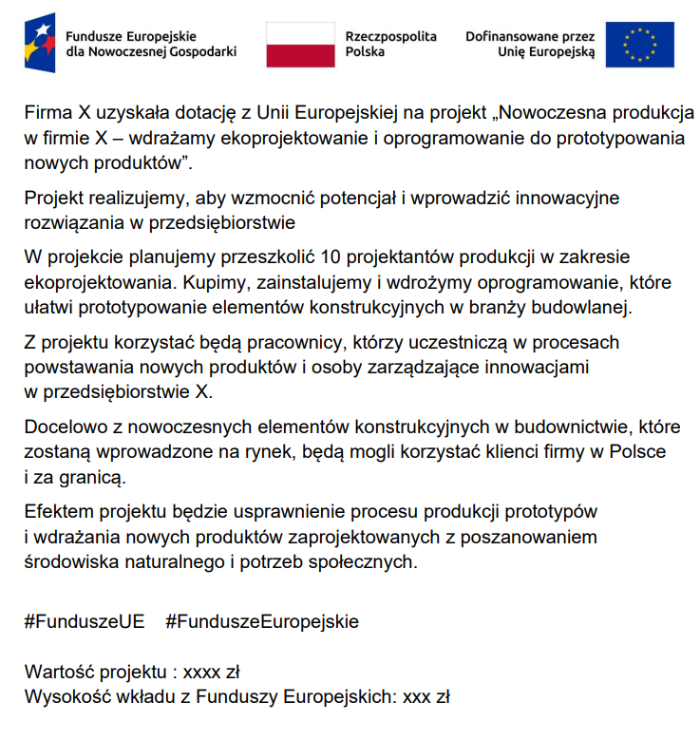 Fundusze Europejskie
dla Nowoczesnej Gospodarki
Rzeczpospolita
Polska
Dofinansowane przez
Unię Europejską
Firma X uzyskała dotację z Unii Europejskiej na projekt „Nowoczesna produkcja
w firmie X – wdrażamy ekoprojektowanie i oprogramowanie do prototypowania
nowych produktów”.
Projekt realizujemy, aby wzmocnić potencjał i wprowadzić innowacyjne
rozwiązania w przedsiębiorstwie
W projekcie planujemy przeszkolić 10 projektantów produkcji w zakresie
ekoprojektowania. Kupimy, zainstalujemy i wdrożymy oprogramowanie, które
ułatwi prototypowanie elementów konstrukcyjnych w branży budowlanej.
Z projektu korzystać będą pracownicy, którzy uczestniczą w procesach
powstawania nowych produktów i osoby zarządzające innowacjami
w przedsiębiorstwie X.
Docelowo z nowoczesnych elementów konstrukcyjnych w budownictwie, które
zostaną wprowadzone na rynek, będą mogli korzystać klienci firmy w Polsce
i za granicą.
Efektem projektu będzie usprawnienie procesu produkcji prototypów
i wdrażania nowych produktów zaprojektowanych z poszanowaniem
środowiska naturalnego i potrzeb społecznych.
#FunduszeUE #FunduszeEuropejskie
Wartość projektu : xxxx zł
Wysokość wkładu z Funduszy Europejskich: xxx zł